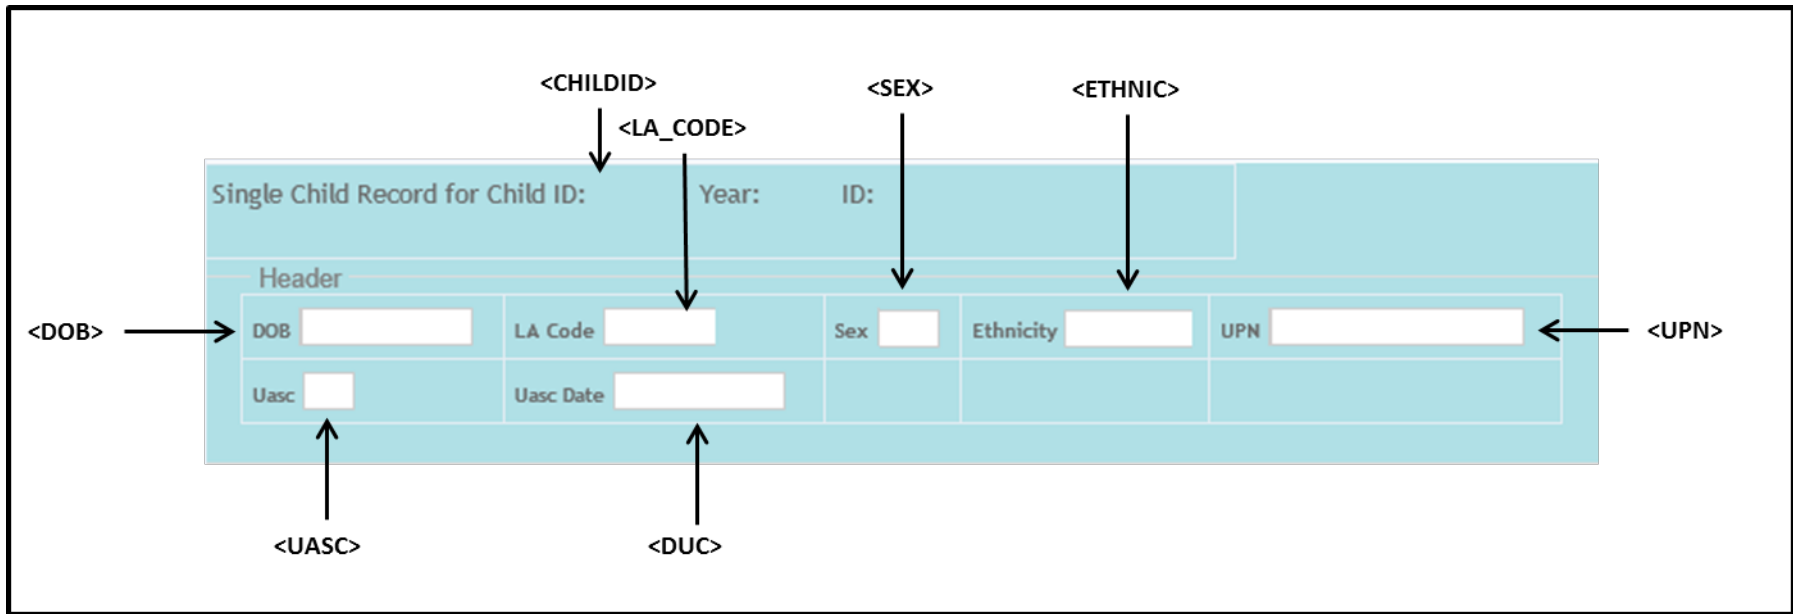 <CHILDID>
<SEX>
<ETHNIC>
<LA_CODE>
Single Child Record for Child ID: Year: ID:
Header
<DOB>
DOB
LA Code
Sex
Ethnicity
UPN
<UPN>
Uasc
Uasc Date
<UASC>
<DUC>